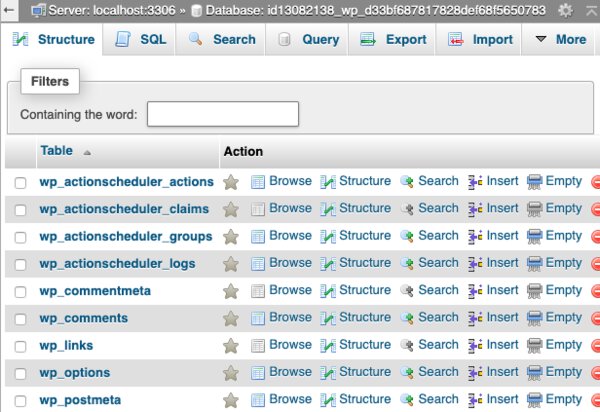 Server: localhost:3306 » Database: id13082138_wp_d33bf687817828def68f5650783
Structure SQL Search Query Export Import More
Filters
Containing the word:
Table Action
wp_actionscheduler_actions Browse Structure Search Insert Empty
wp_actionscheduler_claims Browse Structure Search Insert Empty
wp_actionscheduler_groups Browse Structure Search Insert Empty
wp_actionscheduler_logs Browse Structure Search Insert Empty
wp_commentmeta Browse Structure Search Insert Empty
wp_comments Browse Structure Search Insert Empty
wp_links Browse Structure Search Insert Empty
wp_options Browse Structure Search Insert Empty
wp_postmeta Browse Structure Search Insert Empty